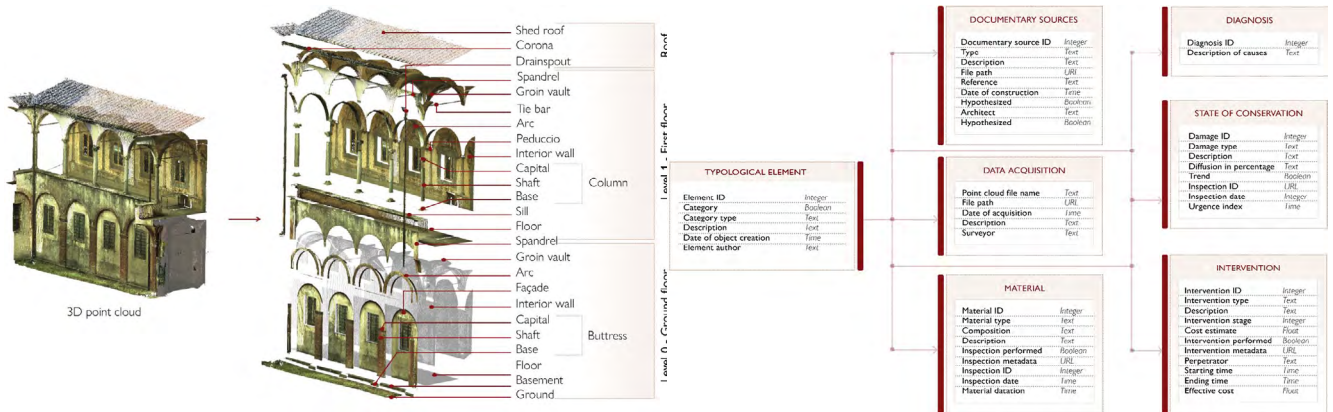 3D point cloud
Shed roof
Corona
Drainspout
Spandrel
Groin vault
Tie bar
Arc
Peduccio
Interior wall
Capital
Shaft
Base
Column
Sill
Floor
Spandrel
Groin vault
Arc
Façade
Interior wall
Capital
Shaft
Base
Buttress
Floor
Basement
Ground
Roof
Level 1 - First floor
Level 0 - Ground floor
TYPOLOGICAL ELEMENT
Element ID Integer
Category Boolean
Category type Text
Description Text
Date of object creation Time
Element author Text
DOCUMENTARY SOURCES
Documentary source ID Integer
Type Text
Description Text
File path URL
Reference Text
Date of construction Time
Hypothesized Boolean
Architect Text
Hypothesized Boolean
DATA ACQUISITION
Point cloud file name Text
File path URL
Date of acquisition Time
Description Text
Surveyor Text
MATERIAL
Material ID Integer
Material type Text
Composition Text
Description Text
Inspection performed Boolean
Inspection metadata URL
Inspection ID Integer
Inspection date Time
Material datation Time
DIAGNOSIS
Diagnosis ID Integer
Description of causes Text
STATE OF CONSERVATION
Damage ID Integer
Damage type Text
Description Text
Diffusion in percentage Text
Trend Boolean
Inspection ID URL
Inspection date Integer
Urgence index Time
INTERVENTION
Intervention ID Integer
Intervention type Text
Description Text
Intervention stage Integer
Cost estimate Float
Intervention performed Boolean
Intervention metadata URL
Perpetrator Text
Starting time Time
Ending time Time
Effective cost Float